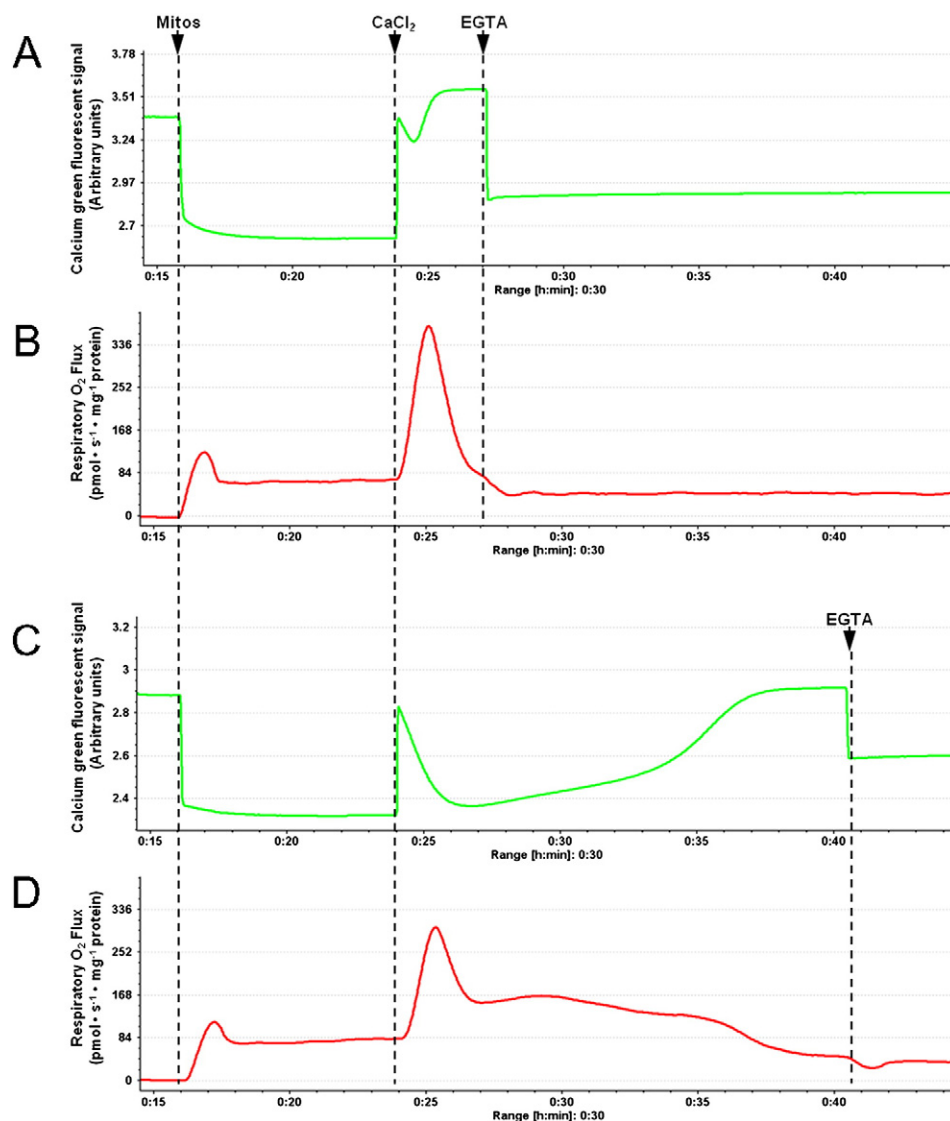 Mitos CaCl₂ EGTA
A
Calcium green fluorescent signal
(Arbitrary units)
3.78
3.51
3.24
2.97
2.7
0:15 0:20 0:25 0:30 0:35 0:40
Range [h:min]: 0:30
B
Respiratory O₂ Flux
(pmol • s⁻¹ • mg⁻¹ protein)
336
252
168
84
0
0:15 0:20 0:25 0:30 0:35 0:40
Range [h:min]: 0:30
C
Calcium green fluorescent signal
(Arbitrary units)
EGTA
3.2
3
2.8
2.6
2.4
0:15 0:20 0:25 0:30 0:35 0:40
Range [h:min]: 0:30
D
Respiratory O₂ Flux
(pmol • s⁻¹ • mg⁻¹ protein)
336
252
168
84
0
0:15 0:20 0:25 0:30 0:35 0:40
Range [h:min]: 0:30